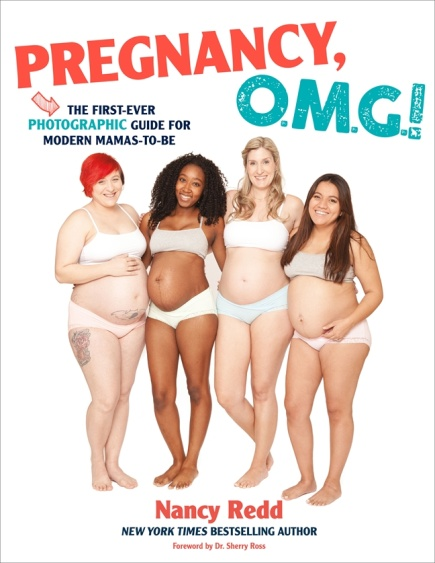 PREGNANCY,
O.M.G.!
THE FIRST-EVER
PHOTOGRAPHIC GUIDE FOR
MODERN MAMAS-TO-BE
Nancy Redd
NEW YORK TIMES BESTSELLING AUTHOR
Foreword by Dr. Sherry Ross